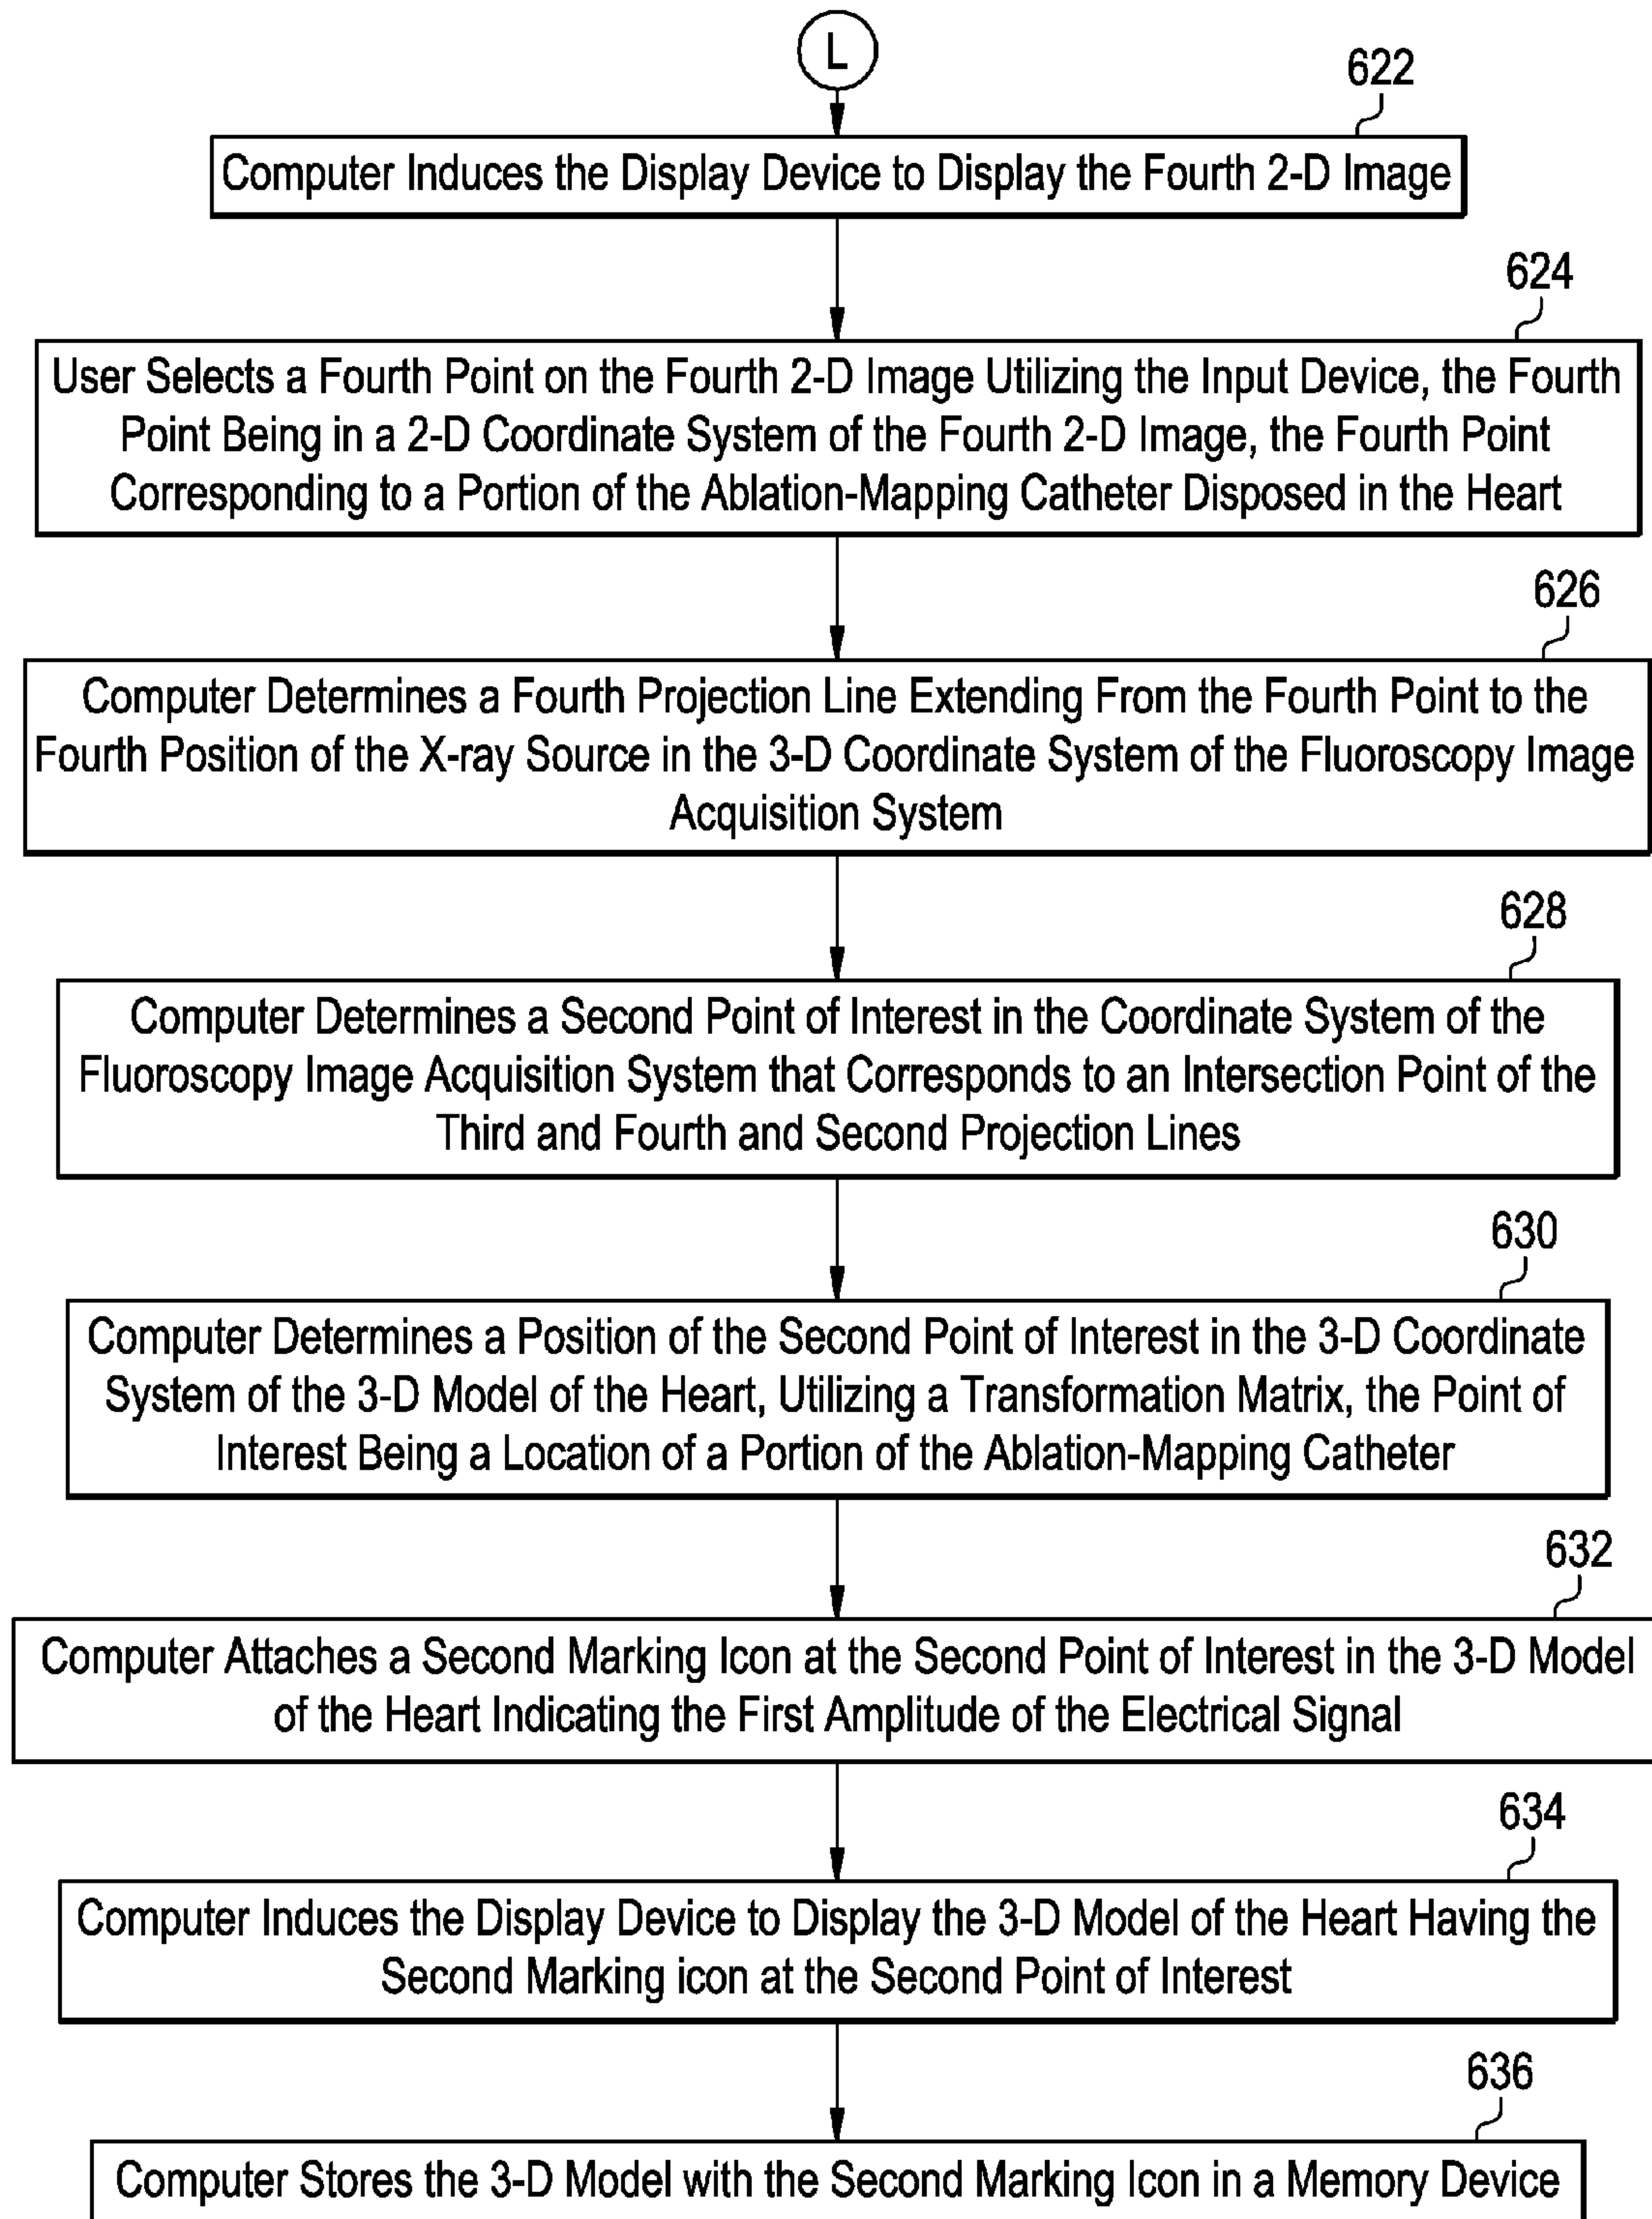 L
622
Computer Induces the Display Device to Display the Fourth 2-D Image
624
User Selects a Fourth Point on the Fourth 2-D Image Utilizing the Input Device, the Fourth
Point Being in a 2-D Coordinate System of the Fourth 2-D Image, the Fourth Point
Corresponding to a Portion of the Ablation-Mapping Catheter Disposed in the Heart
626
Computer Determines a Fourth Projection Line Extending From the Fourth Point to the
Fourth Position of the X-ray Source in the 3-D Coordinate System of the Fluoroscopy Image
Acquisition System
628
Computer Determines a Second Point of Interest in the Coordinate System of the
Fluoroscopy Image Acquisition System that Corresponds to an Intersection Point of the
Third and Fourth and Second Projection Lines
630
Computer Determines a Position of the Second Point of Interest in the 3-D Coordinate
System of the 3-D Model of the Heart, Utilizing a Transformation Matrix, the Point of
Interest Being a Location of a Portion of the Ablation-Mapping Catheter
632
Computer Attaches a Second Marking Icon at the Second Point of Interest in the 3-D Model
of the Heart Indicating the First Amplitude of the Electrical Signal
634
Computer Induces the Display Device to Display the 3-D Model of the Heart Having the
Second Marking icon at the Second Point of Interest
636
Computer Stores the 3-D Model with the Second Marking Icon in a Memory Device